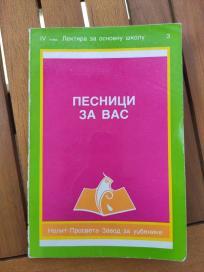 IV разред Лектира за основну школу 3
ПЕСНИЦИ
ЗА ВАС
Нолит-Просвета-Завод за уџбенике